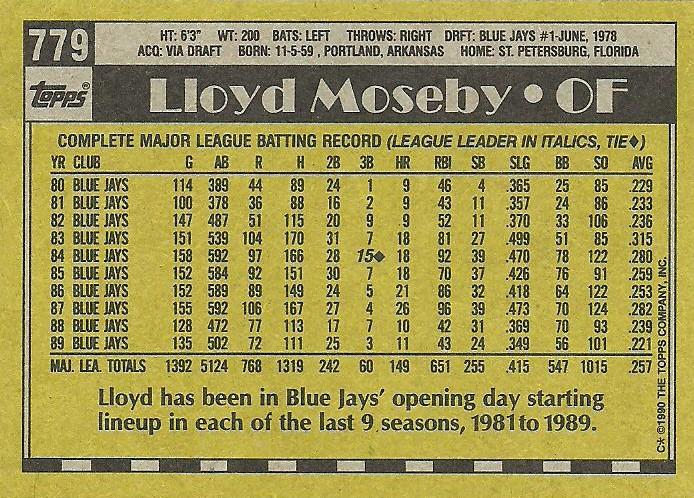 779
HT: 6'3" WT: 200 BATS: LEFT THROWS: RIGHT DRFT: BLUE JAYS #1-JUNE, 1978
ACQ: VIA DRAFT BORN: 11-5-59 , PORTLAND, ARKANSAS HOME: ST. PETERSBURG, FLORIDA
Topps®
Lloyd Moseby • OF
COMPLETE MAJOR LEAGUE BATTING RECORD (LEAGUE LEADER IN ITALICS, TIE♦)
YR CLUB G AB R H 2B 3B HR RBI SB SLG BB SO AVG
80 BLUE JAYS 114 389 44 89 24 1 9 46 4 .365 25 85 .229
81 BLUE JAYS 100 378 36 88 16 2 9 43 11 .357 24 86 .233
82 BLUE JAYS 147 487 51 115 20 9 9 52 11 .370 33 106 .236
83 BLUE JAYS 151 539 104 170 31 7 18 81 27 .499 51 85 .315
84 BLUE JAYS 158 592 97 166 28 15♦ 18 92 39 .470 78 122 .280
85 BLUE JAYS 152 584 92 151 30 7 18 70 37 .426 76 91 .259
86 BLUE JAYS 152 589 89 149 24 5 21 86 32 .418 64 122 .253
87 BLUE JAYS 155 592 106 167 27 4 26 96 39 .473 70 124 .282
88 BLUE JAYS 128 472 77 113 17 7 10 42 31 .369 70 93 .239
89 BLUE JAYS 135 502 72 111 25 3 11 43 24 .349 56 101 .221
MAJ. LEA. TOTALS 1392 5124 768 1319 242 60 149 651 255 .415 547 1015 .257
Lloyd has been in Blue Jays' opening day starting
lineup in each of the last 9 seasons, 1981 to 1989.
C* ©1990 THE TOPPS COMPANY, INC.